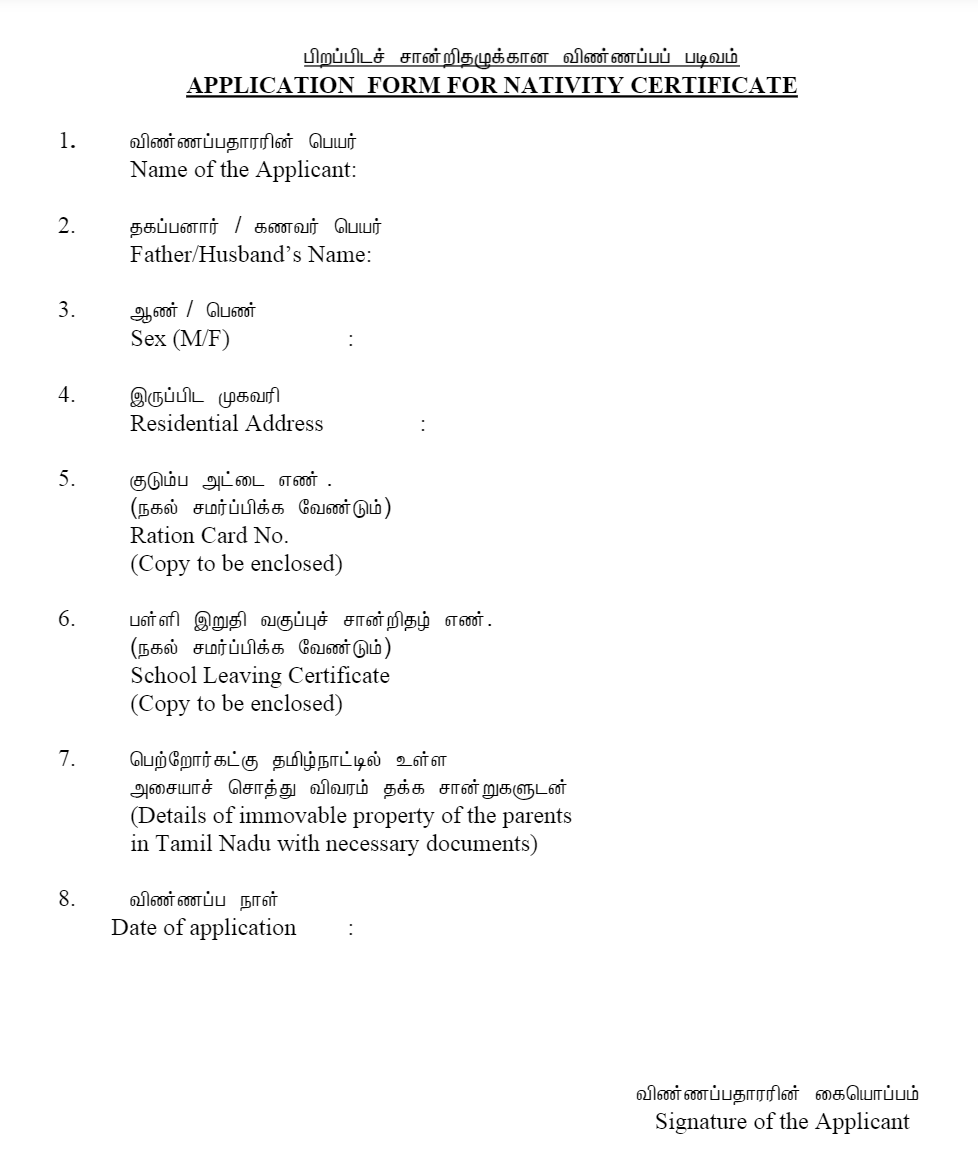 பிறப்பிடச் சான்றிதழுக்கான விண்ணப்பப் படிவம்
APPLICATION FORM FOR NATIVITY CERTIFICATE
1. விண்ணப்பதாரரின் பெயர்
Name of the Applicant:
2. தகப்பனார் / கணவர் பெயர்
Father/Husband’s Name:
3. ஆண் / பெண்
Sex (M/F) :
4. இருப்பிட முகவரி
Residential Address :
5. குடும்ப அட்டை எண் .
(நகல் சமர்ப்பிக்க வேண்டும்)
Ration Card No.
(Copy to be enclosed)
6. பள்ளி இறுதி வகுப்புச் சான்றிதழ் எண்.
(நகல் சமர்ப்பிக்க வேண்டும்)
School Leaving Certificate
(Copy to be enclosed)
7. பெற்றோர்கட்கு தமிழ்நாட்டில் உள்ள
அசையாச் சொத்து விவரம் தக்க சான்றுகளுடன்
(Details of immovable property of the parents
in Tamil Nadu with necessary documents)
8. விண்ணப்ப நாள்
Date of application :
விண்ணப்பதாரரின் கையொப்பம்
Signature of the Applicant